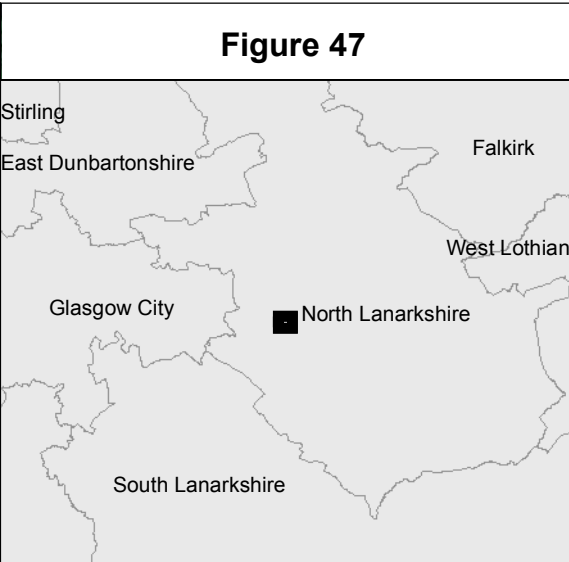 Figure 47
Stirling
Falkirk
East Dunbartonshire
West Lothian
Glasgow City
North Lanarkshire
South Lanarkshire